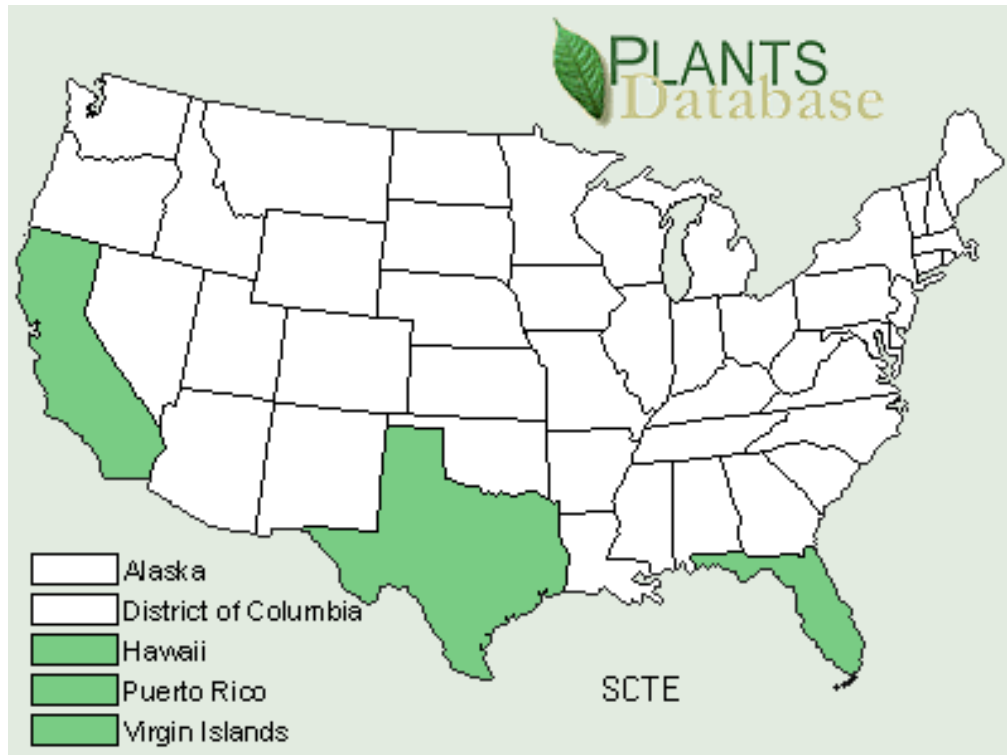 PLANTS
Database
Alaska
District of Columbia
Hawaii
Puerto Rico
Virgin Islands
SCTE